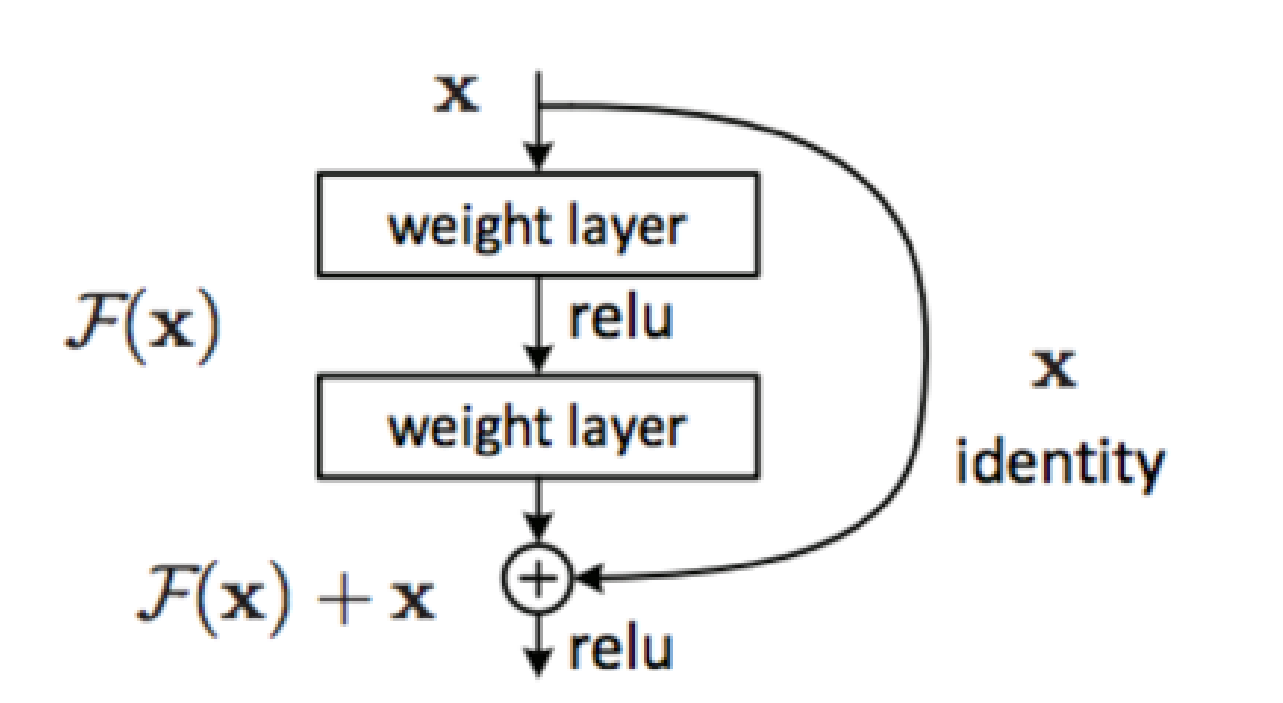 x
weight layer
F(x)
relu
x
weight layer
identity
F(x) + x
relu